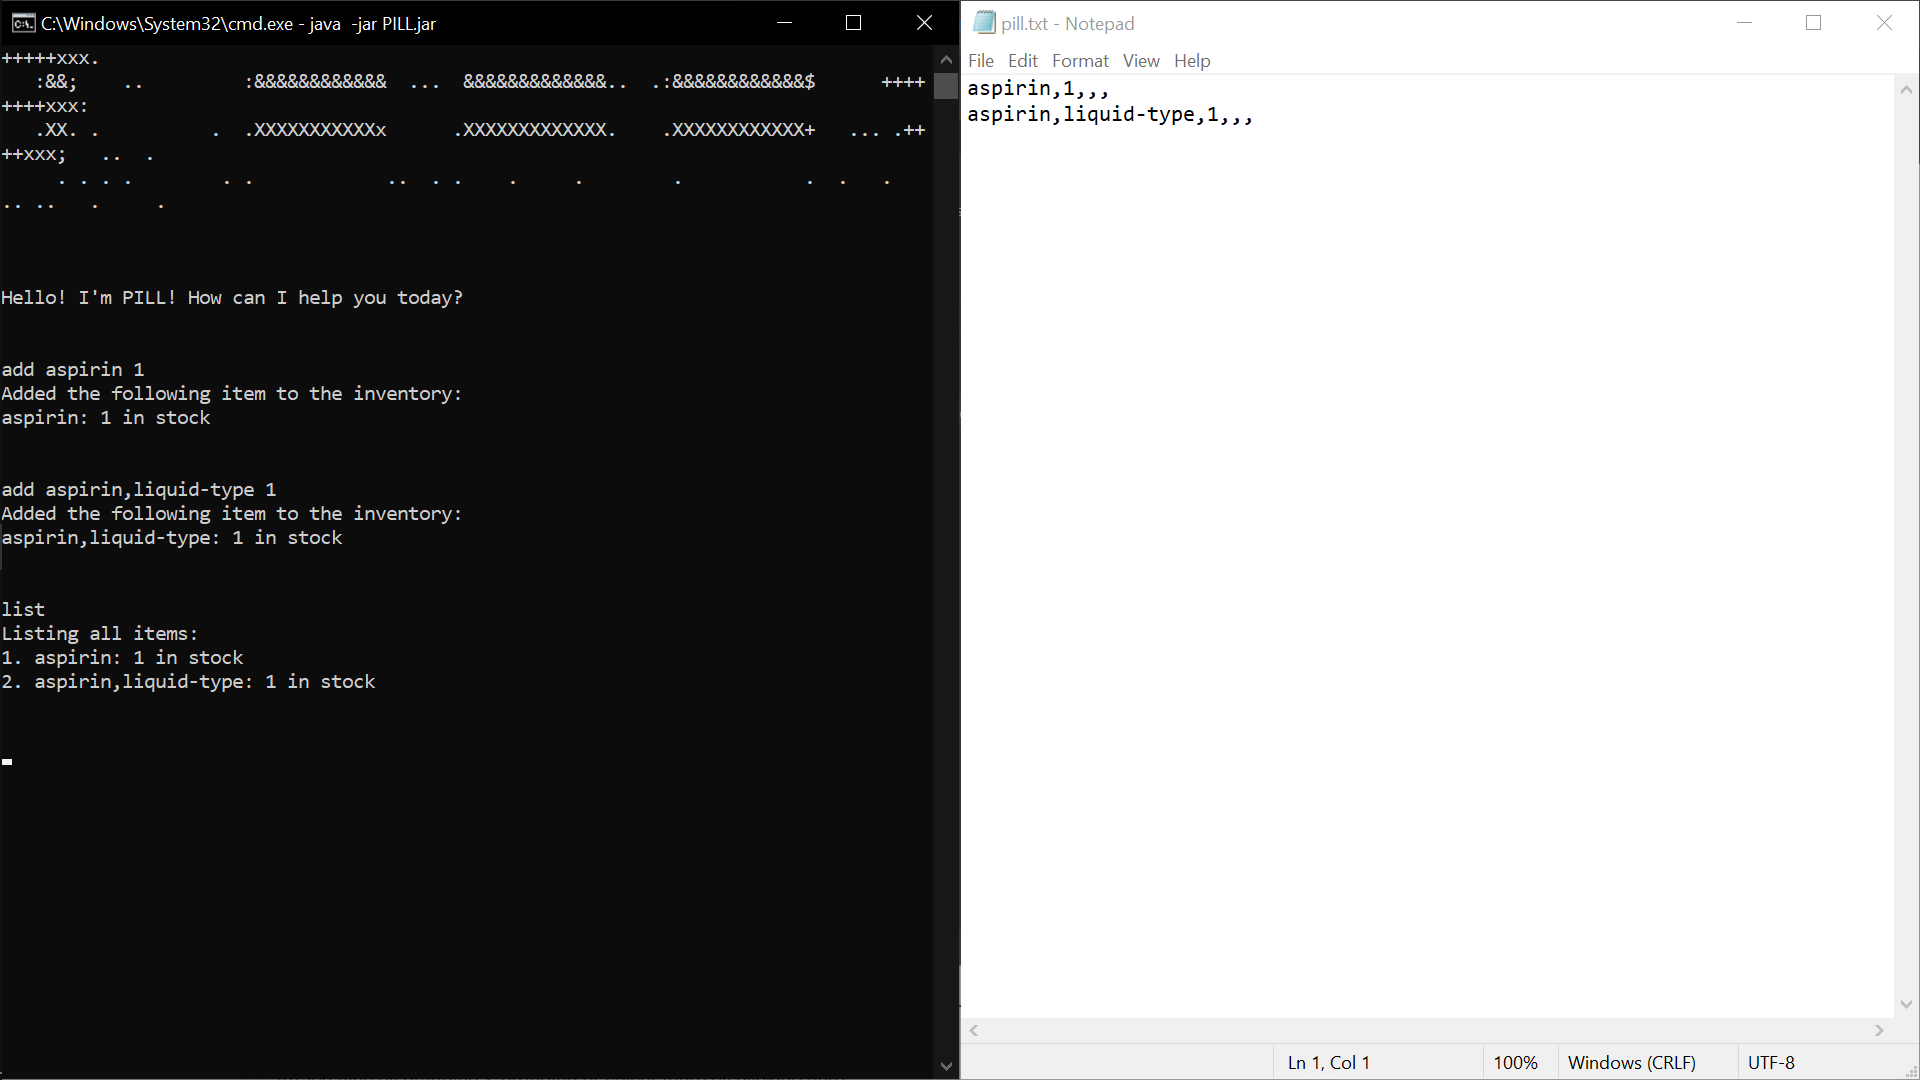 C:\Windows\System32\cmd.exe - java  -jar PILL.jar
+++++xxx.
   :&&;    ..         :&&&&&&&&&&&&  ...  &&&&&&&&&&&&&..  .:&&&&&&&&&&&&$      ++++
++++xxx:
   .XX. .          .  .XXXXXXXXXXXx      .XXXXXXXXXXXXX.    .XXXXXXXXXXXX+   ... .++
++xxx;   ..  .
     . . . .        . .            ..  . .    .     .        .           .  .   .
.. ..   .     .
Hello! I'm PILL! How can I help you today?
add aspirin 1
Added the following item to the inventory:
aspirin: 1 in stock
add aspirin,liquid-type 1
Added the following item to the inventory:
aspirin,liquid-type: 1 in stock
list
Listing all items:
1. aspirin: 1 in stock
2. aspirin,liquid-type: 1 in stock
pill.txt - Notepad
File Edit Format View Help
aspirin,1,,,
aspirin,liquid-type,1,,,
Ln 1, Col 1 100% Windows (CRLF) UTF-8